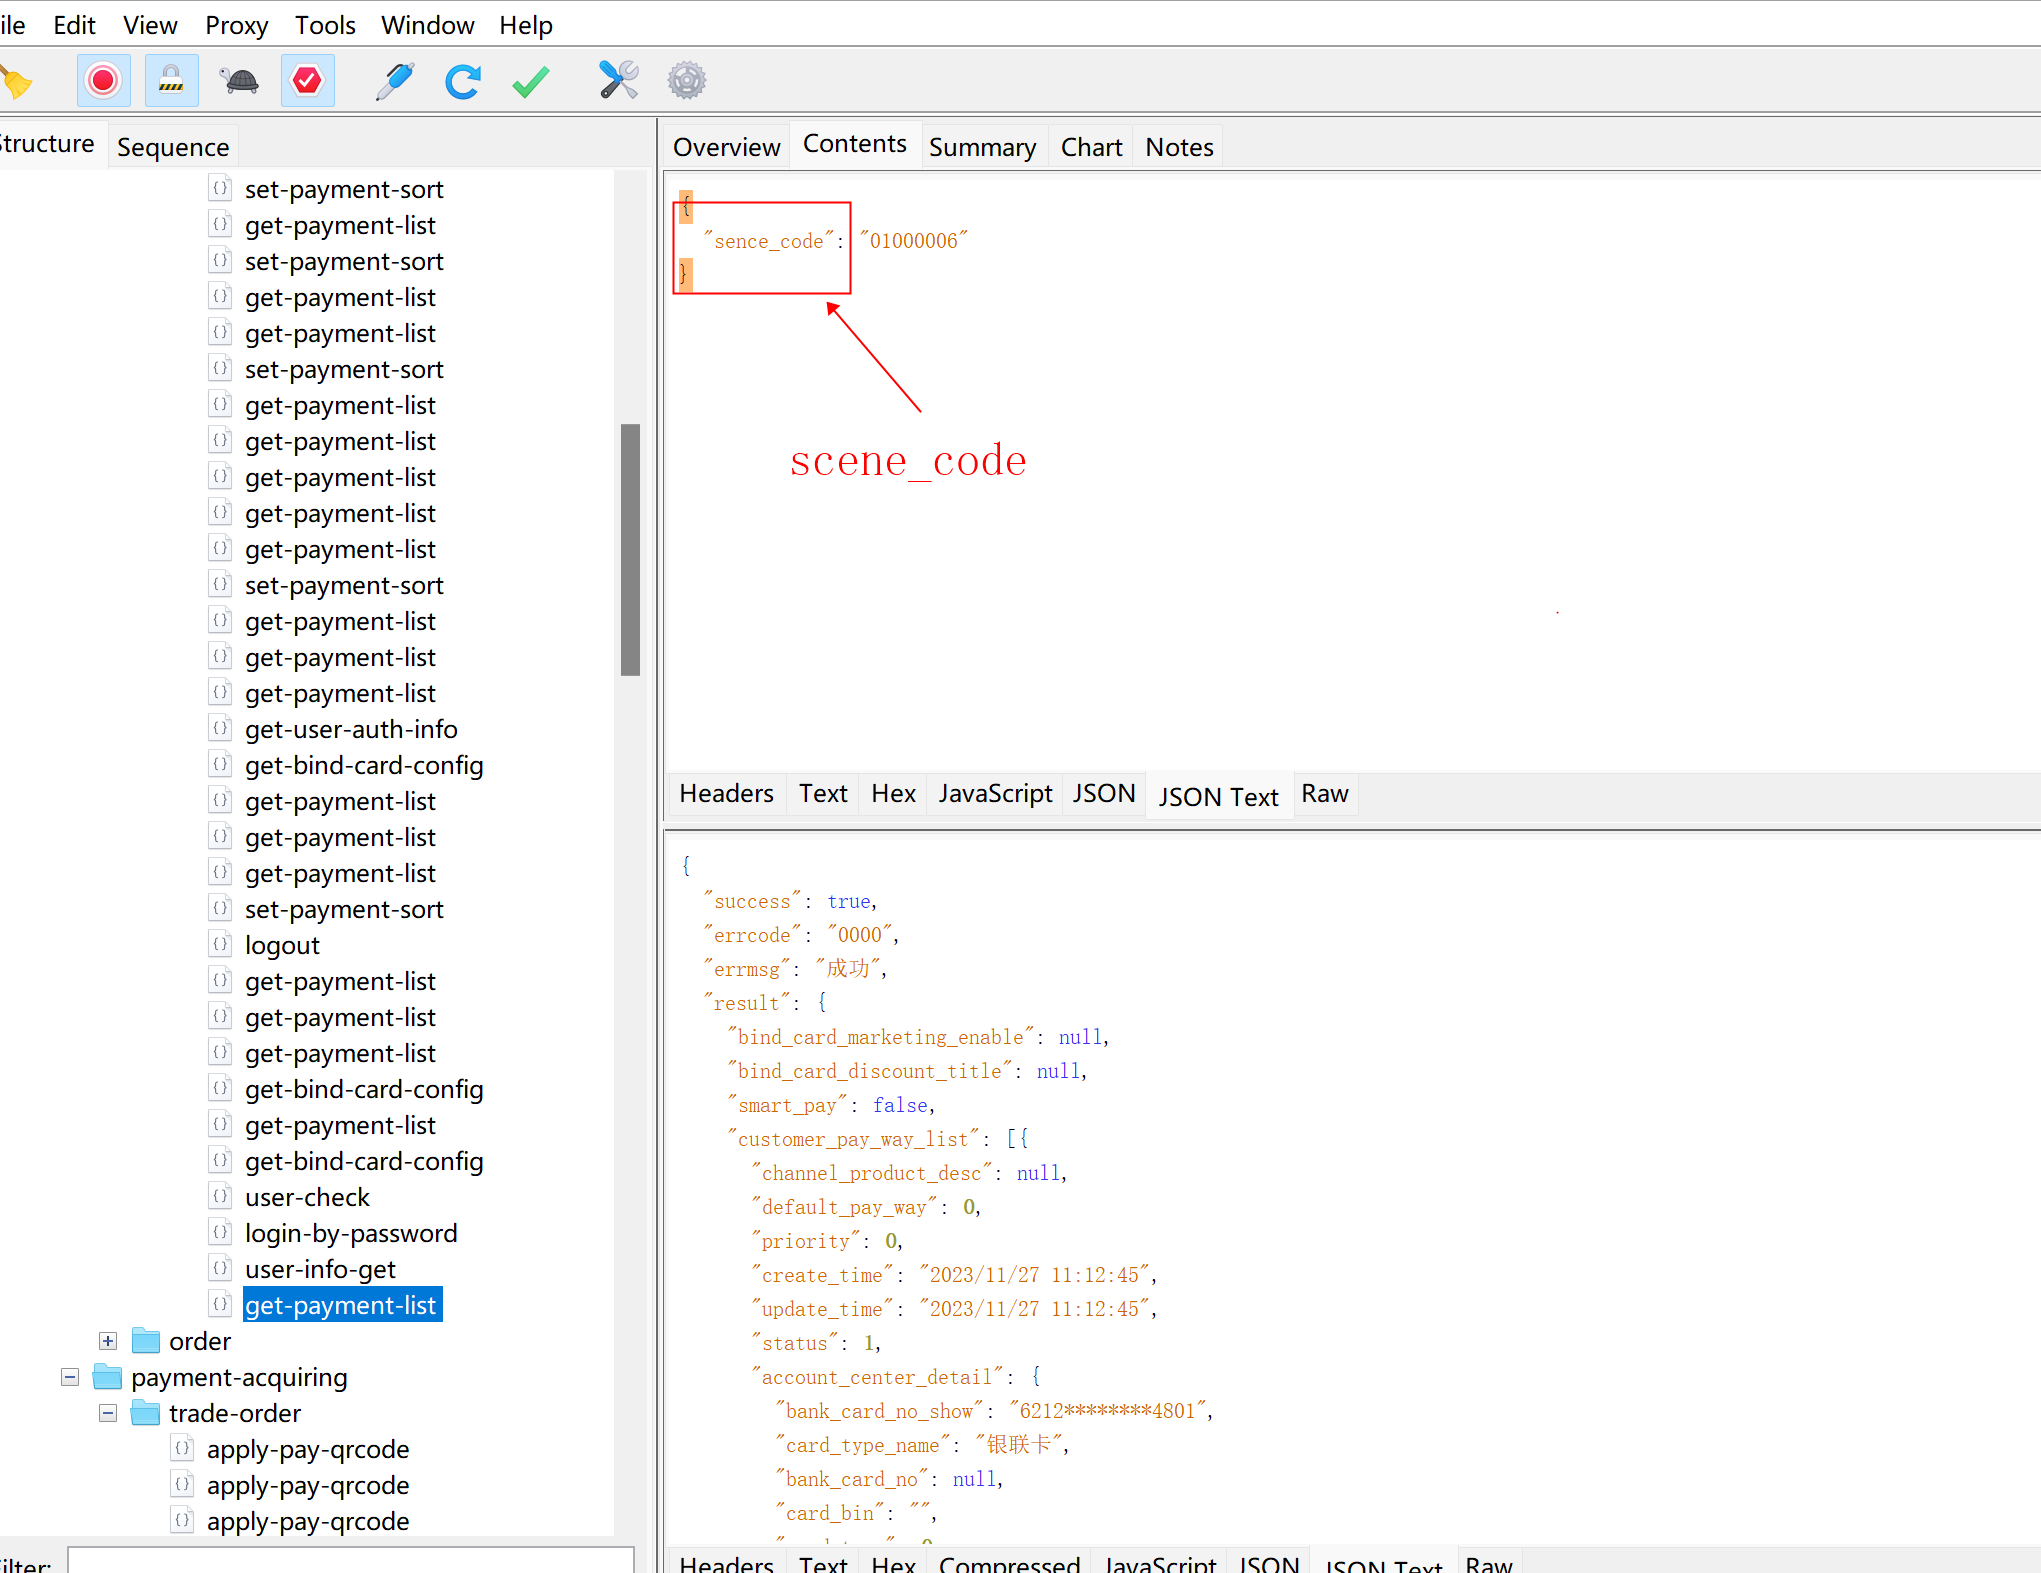 ile Edit View Proxy Tools Window Help
Structure Sequence
set-payment-sort
get-payment-list
set-payment-sort
get-payment-list
get-payment-list
set-payment-sort
get-payment-list
get-payment-list
get-payment-list
get-payment-list
get-payment-list
set-payment-sort
get-payment-list
get-payment-list
get-payment-list
get-user-auth-info
get-bind-card-config
get-payment-list
get-payment-list
get-payment-list
set-payment-sort
logout
get-payment-list
get-payment-list
get-payment-list
get-bind-card-config
get-payment-list
get-bind-card-config
user-check
login-by-password
user-info-get
get-payment-list
order
payment-acquiring
trade-order
apply-pay-qrcode
apply-pay-qrcode
apply-pay-qrcode
ilter:
Overview Contents Summary Chart Notes
{
"sence_code": "01000006"
}
scene_code
Headers Text Hex JavaScript JSON JSON Text Raw
{
"success": true,
"errcode": "0000",
"errmsg": "成功",
"result": {
"bind_card_marketing_enable": null,
"bind_card_discount_title": null,
"smart_pay": false,
"customer_pay_way_list": [{
"channel_product_desc": null,
"default_pay_way": 0,
"priority": 0,
"create_time": "2023/11/27 11:12:45",
"update_time": "2023/11/27 11:12:45",
"status": 1,
"account_center_detail": {
"bank_card_no_show": "6212********4801",
"card_type_name": "银联卡",
"bank_card_no": null,
"card_bin": "",
Headers Text Hex Compressed JavaScript JSON JSON Text Raw